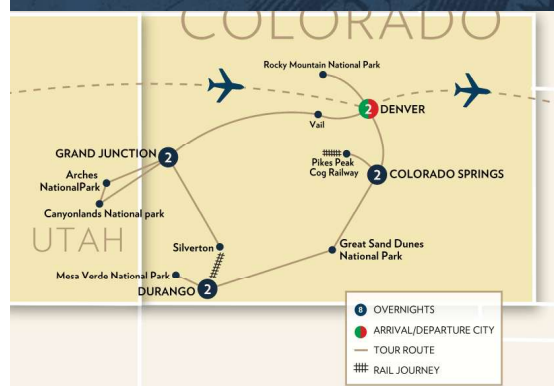 COLORADO
Rocky Mountain National Park
2 DENVER
Vail
GRAND JUNCTION 2
Pikes Peak
Cog Railway
2 COLORADO SPRINGS
Arches
NationalPark
Canyonlands National park
UTAH
Silverton
Great Sand Dunes
National Park
Mesa Verde National Park
DURANGO 2
8 OVERNIGHTS
ARRIVAL/DEPARTURE CITY
TOUR ROUTE
RAIL JOURNEY